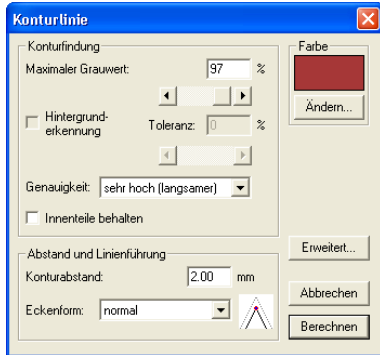 Konturlinie
Konturfindung
Maximaler Grauwert: 97 %
Hintergrund-
erkennung
Toleranz: 0 %
Genauigkeit: sehr hoch (langsamer)
Innenteile behalten
Farbe
Ändern...
Abstand und Linienführung
Konturabstand: 2.00 mm
Eckenform: normal
Erweitert...
Abbrechen
Berechnen